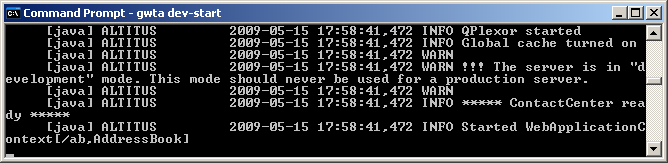 Command Prompt - gwta dev-start
[java] ALTITUS 2009-05-15 17:58:41,472 INFO QPlexor started
[java] ALTITUS 2009-05-15 17:58:41,472 INFO Global cache turned on
[java] ALTITUS 2009-05-15 17:58:41,472 WARN
[java] ALTITUS 2009-05-15 17:58:41,472 WARN !!! The server is in "d
evelopment" mode. This mode should never be used for a production server.
[java] ALTITUS 2009-05-15 17:58:41,472 WARN
[java] ALTITUS 2009-05-15 17:58:41,472 INFO ***** ContactCenter rea
dy *****
[java] ALTITUS 2009-05-15 17:58:41,472 INFO Started WebApplicationC
ontext[/ab,AddressBook]